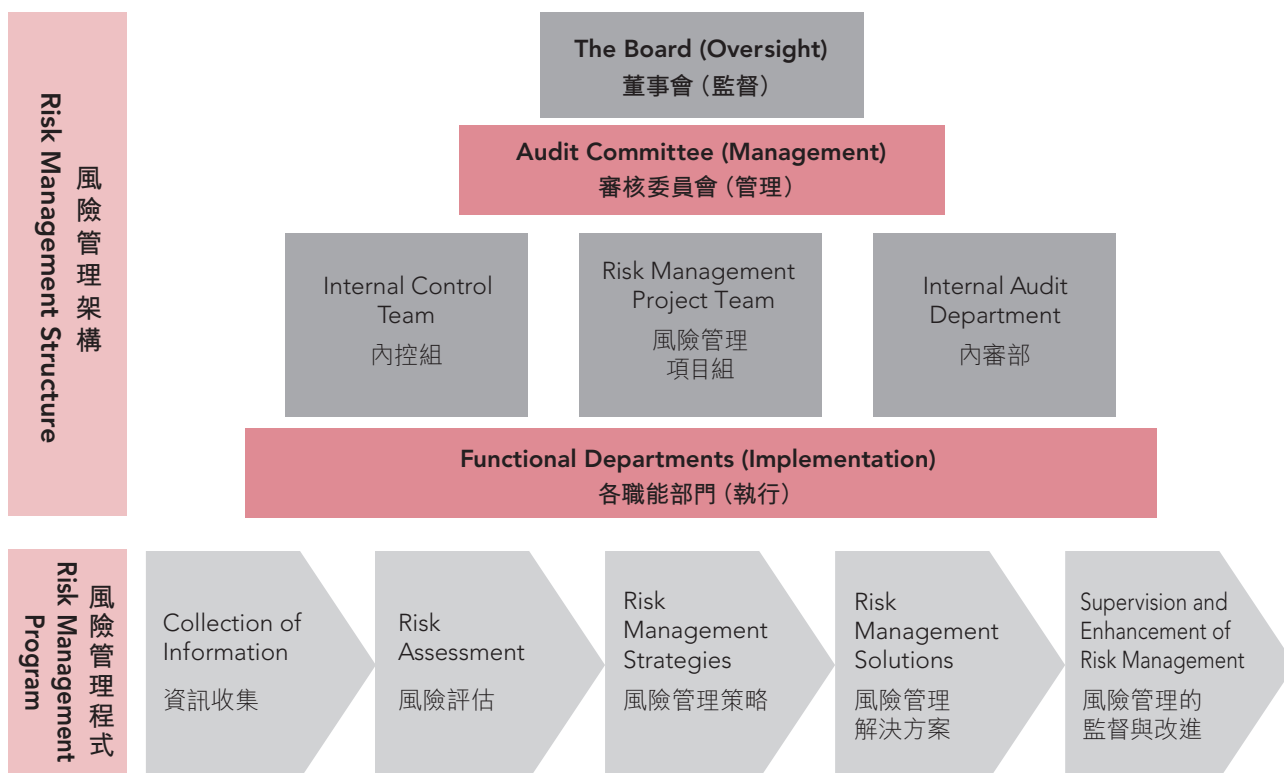 風險管理架構
Risk Management Structure
The Board (Oversight)
董事會（監督）
Audit Committee (Management)
審核委員會（管理）
Internal Control
Team
內控組
Risk Management
Project Team
風險管理
項目組
Internal Audit
Department
內審部
Functional Departments (Implementation)
各職能部門（執行）
風險管理程式
Risk Management
Program
Collection of
Information
資訊收集
Risk
Assessment
風險評估
Risk
Management
Strategies
風險管理策略
Risk
Management
Solutions
風險管理
解決方案
Supervision and
Enhancement of
Risk Management
風險管理的
監督與改進